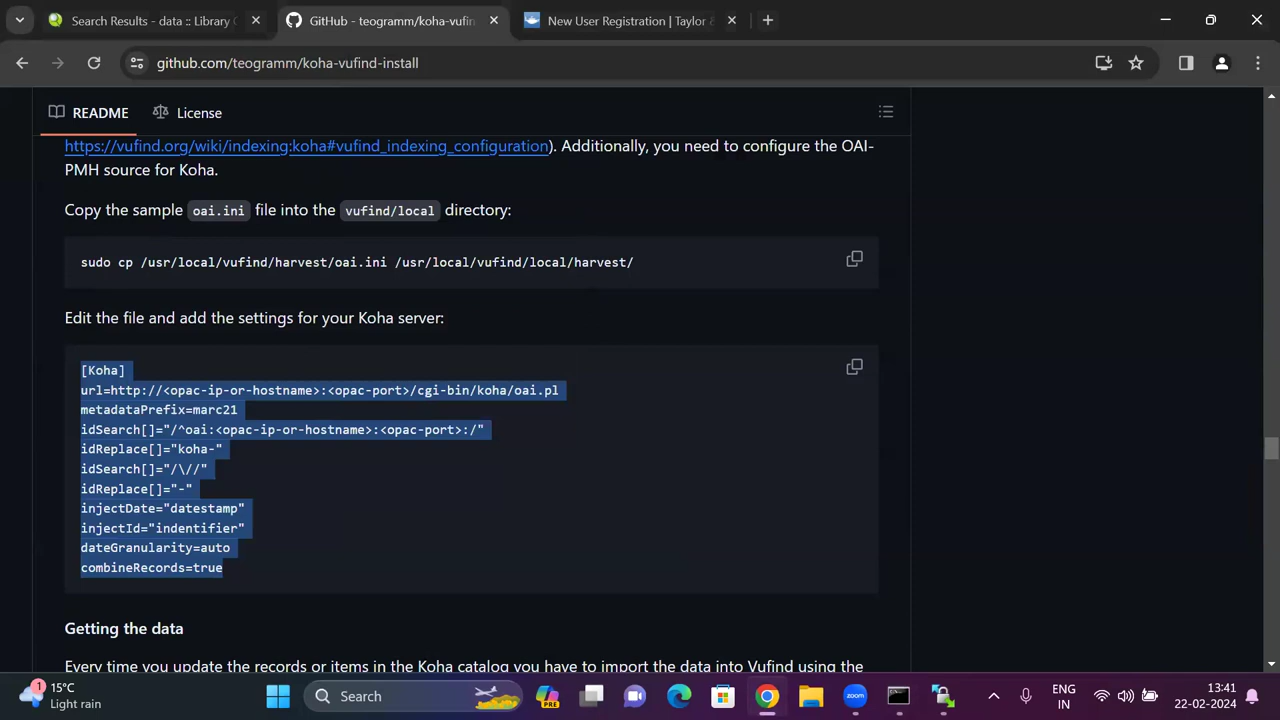 Search Results - data :: Library
GitHub - teogramm/koha-vufin
New User Registration | Taylor &
github.com/teogramm/koha-vufind-install
README
License
https://vufind.org/wiki/indexing:koha#vufind_indexing_configuration). Additionally, you need to configure the OAI-
PMH source for Koha.
Copy the sample oai.ini file into the vufind/local directory:
sudo cp /usr/local/vufind/harvest/oai.ini /usr/local/vufind/local/harvest/
Edit the file and add the settings for your Koha server:
[Koha]
url=http://<opac-ip-or-hostname>:<opac-port>/cgi-bin/koha/oai.pl
metadataPrefix=marc21
idSearch[]="/^oai:<opac-ip-or-hostname>:<opac-port>:/"
idReplace[]="koha-"
idSearch[]="/\//"
idReplace[]="-"
injectDate="datestamp"
injectId="indentifier"
dateGranularity=auto
combineRecords=true
Getting the data
Every time you update the records or items in the Koha catalog you have to import the data into Vufind using the
1
15°C
Light rain
Search
PRE
zoom
ENG
IN
13:41
22-02-2024